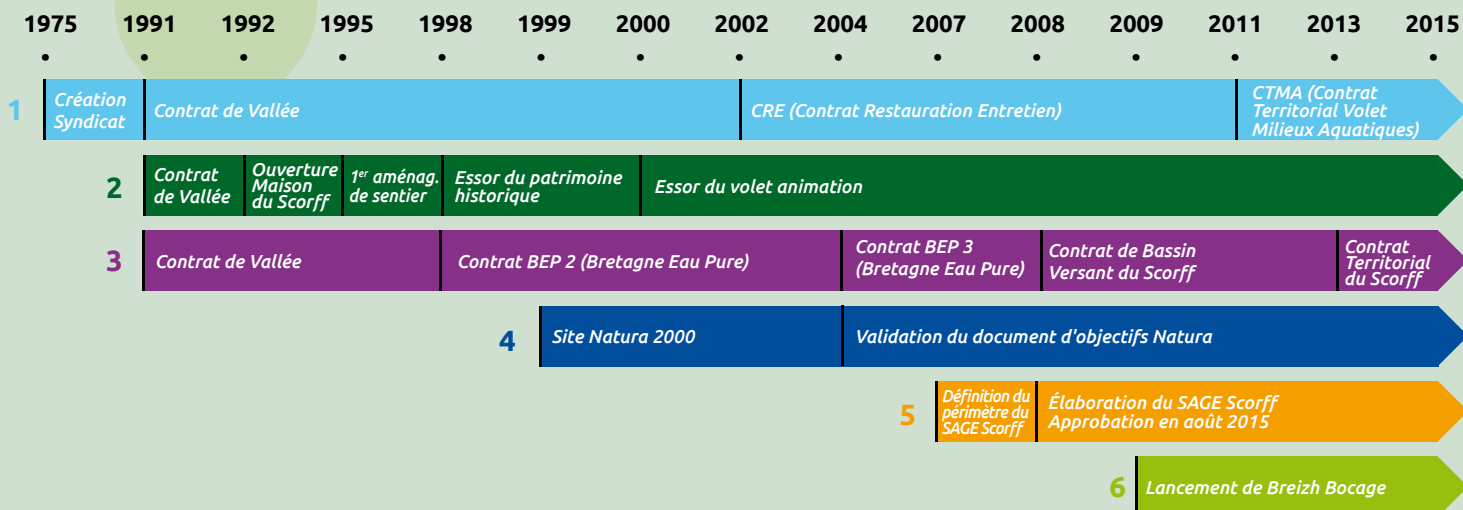 1975 1991 1992 1995 1998 1999 2000 2002 2004 2007 2008 2009 2011 2013 2015
1
Création
Syndicat
Contrat de Vallée
CRE (Contrat Restauration Entretien)
CTMA (Contrat
Territorial Volet
Milieux Aquatiques)
2
Contrat
de Vallée
Ouverture
Maison
du Scorff
1er aménag.
de sentier
Essor du patrimoine
historique
Essor du volet animation
3
Contrat de Vallée
Contrat BEP 2 (Bretagne Eau Pure)
Contrat BEP 3
(Bretagne Eau Pure)
Contrat de Bassin
Versant du Scorff
Contrat
Territorial
du Scorff
4
Site Natura 2000
Validation du document d'objectifs Natura
5
Définition du
périmètre du
SAGE Scorff
Élaboration du SAGE Scorff
Approbation en août 2015
6
Lancement de Breizh Bocage